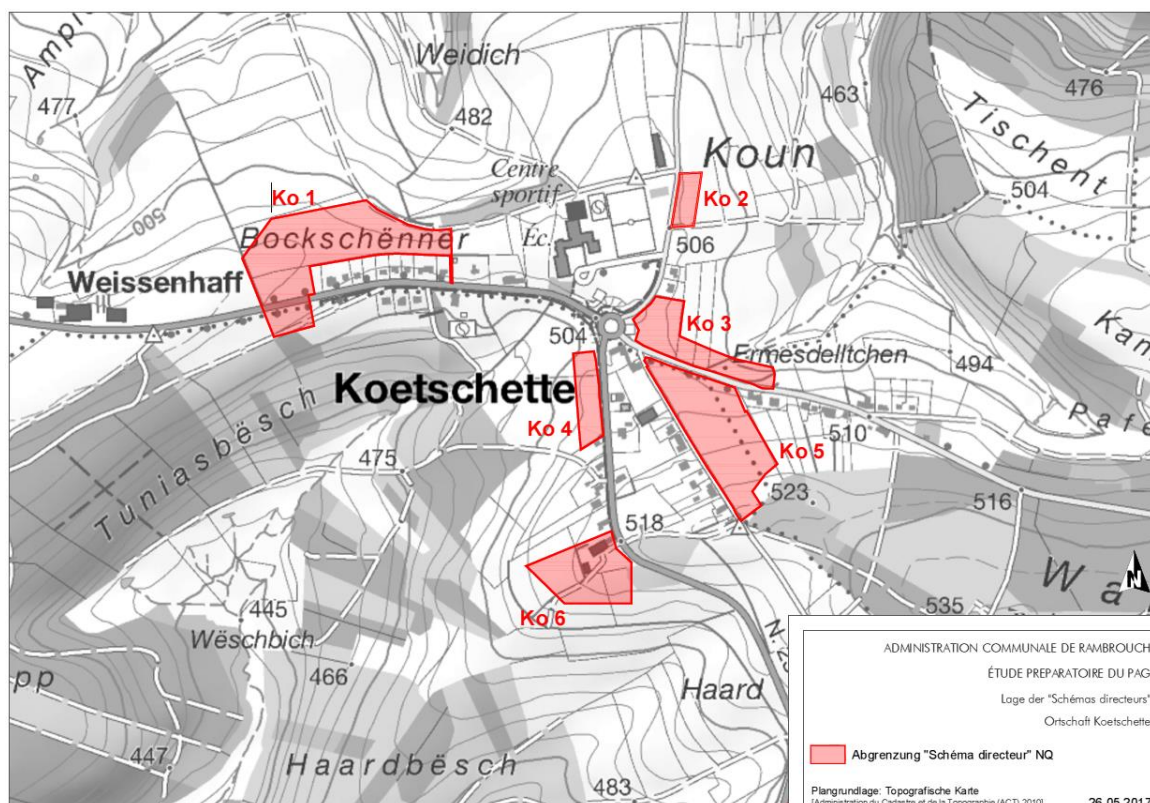 Ampl
Weidich
477
482
463
476
Tischent
Centre
sportif
Koun
Ko 1
Ko 2
504
500
Bockschënner
Éc.
506
Weissenhaff
504
Ko 3
Kam
Ermesdelltchen
494
Koetschette
Ko 4
Pafe
Ko 5
510
Tuniasbësch
475
523
516
518
Wa
N
445
Ko 6
535
Wëschbich
466
N. 23
pp
Haard
447
Haardbësch
483
ADMINISTRATION COMMUNALE DE RAMBROUCH
ÉTUDE PREPARATOIRE DU PAG
Lage der "Schémas directeurs"
Ortschaft Koetschette
Abgrenzung "Schéma directeur" NQ
Plangrundlage: Topografische Karte
[Administration du Cadastre et de la Topographie (ACT) 2010]
26.05.2017